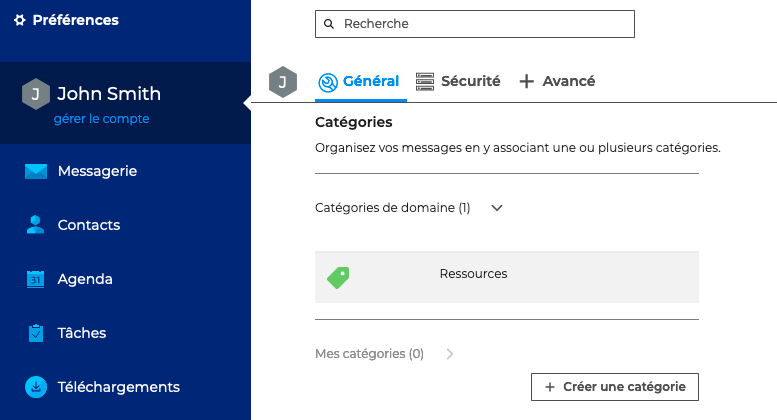 Préférences
Recherche
J
John Smith
gérer le compte
J
Général
Sécurité
Avancé
Catégories
Organisez vos messages en y associant une ou plusieurs catégories.
Messagerie
Catégories de domaine (1)
Contacts
31
Agenda
Ressources
Tâches
Mes catégories (0)
Téléchargements
+ Créer une catégorie